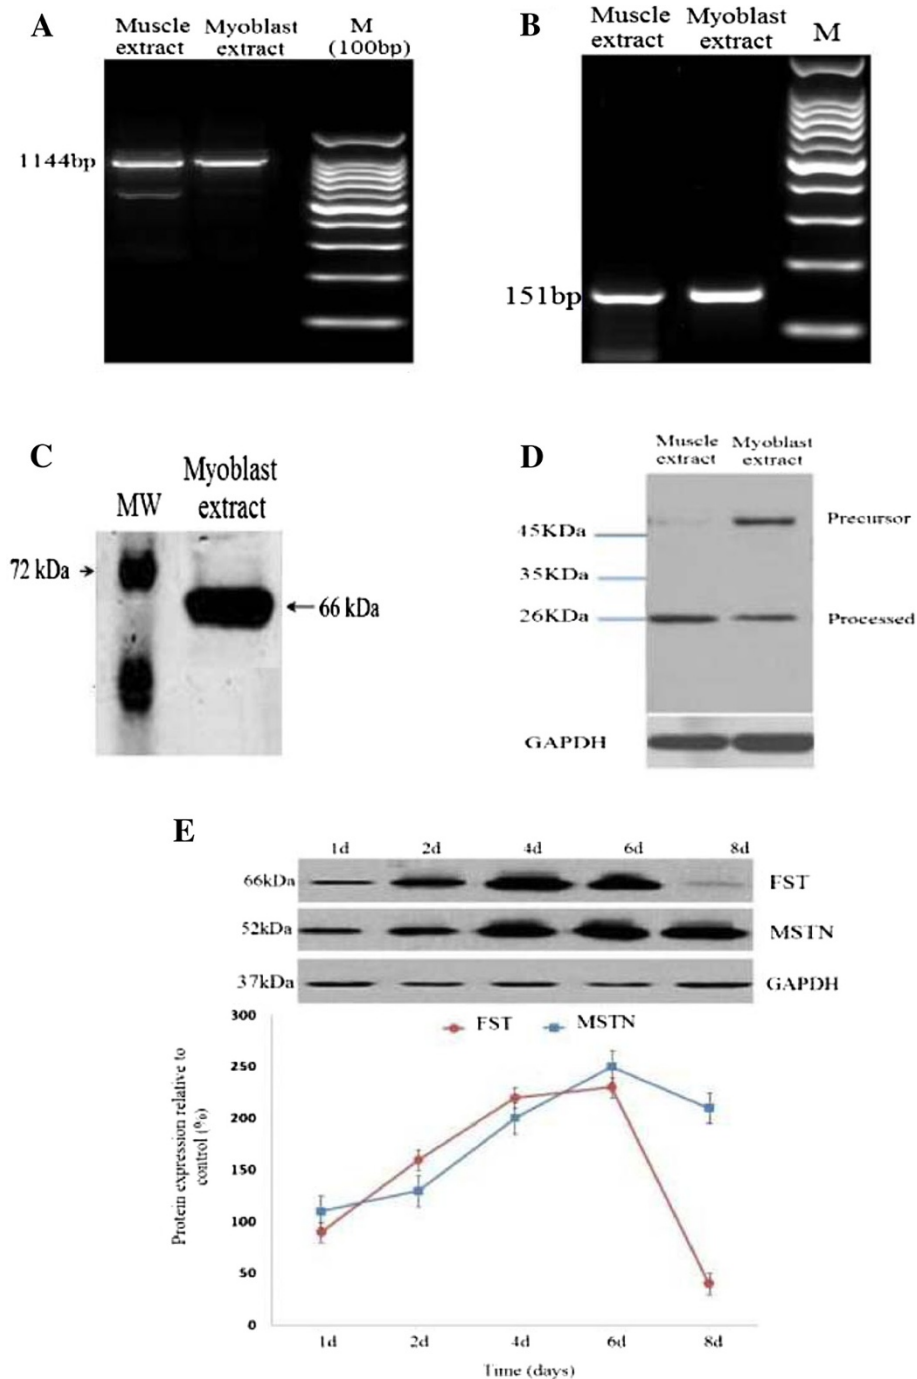 A
Muscle extract
Myoblast extract
M (100bp)
1144bp
B
Muscle extract
Myoblast extract
M
151bp
C
MW
Myoblast extract
72 kDa
66 kDa
D
Muscle extract
Myoblast extract
45KDa
35KDa
26KDa
Precursor
Processed
GAPDH
E
1d 2d 4d 6d 8d
66kDa FST
52kDa MSTN
37kDa GAPDH
FST MSTN
Protein expression relative to control (%)
300
250
200
150
100
50
0
1d 2d 4d 6d 8d
Time (days)